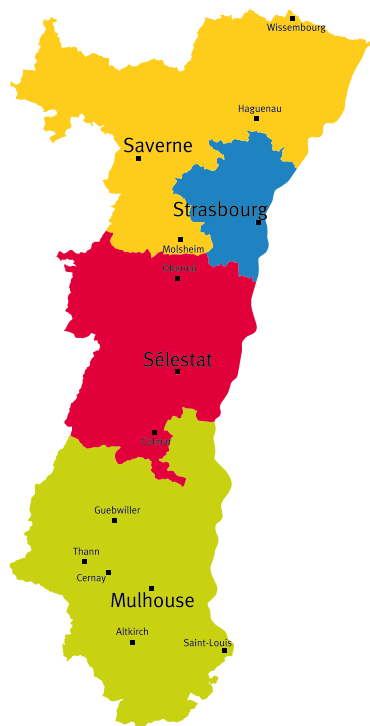 Wissembourg
Haguenau
Saverne
Strasbourg
Molsheim
Obernai
Sélestat
Colmar
Guebwiller
Thann
Cernay
Mulhouse
Altkirch
Saint-Louis